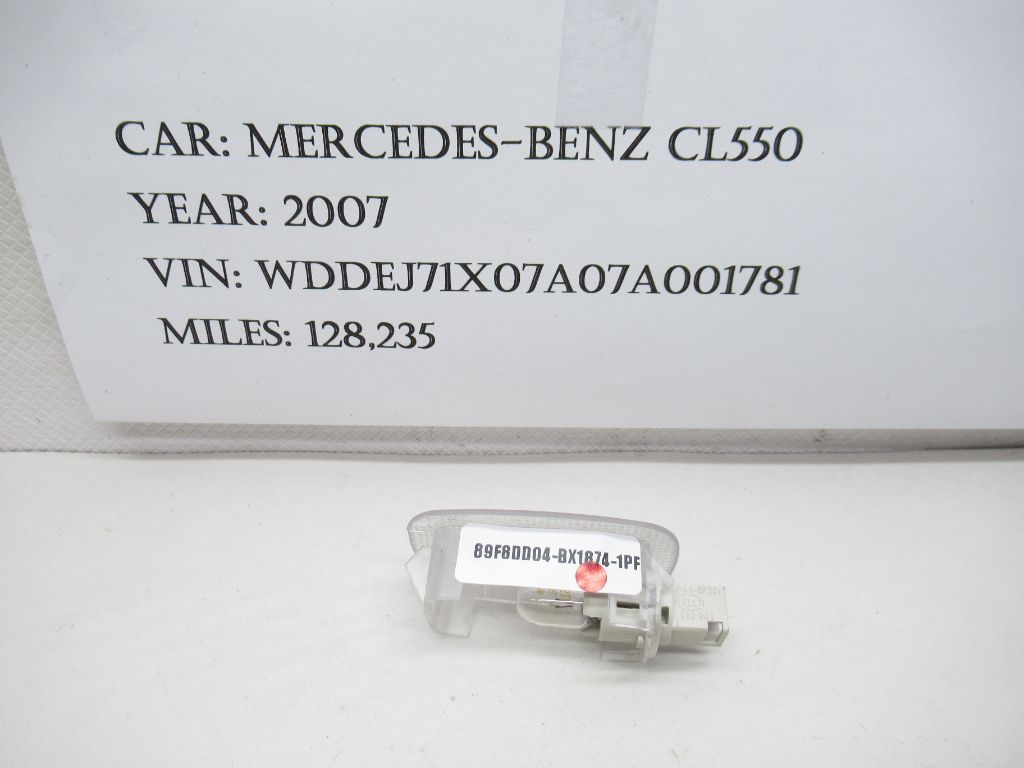 CAR: MERCEDES-BENZ CL550
YEAR: 2007
VIN: WDDEJ71X07A07A001781
MILES: 128,235
89F8DD04-BX1874-1PF